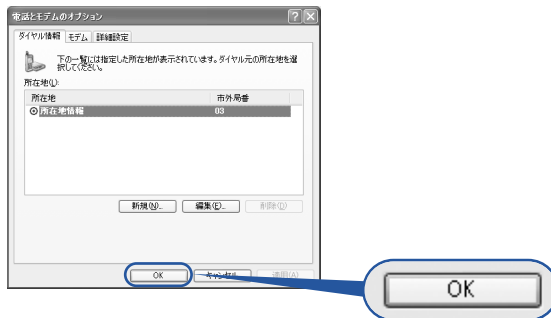 電話とモデムのオプション
ダイヤル情報 モデム 詳細設定
下の一覧には指定した所在地が表示されています。ダイヤル元の所在地を選
択してください。
所在地(L):
所在地 市外局番
所在地情報 03
新規(N)... 編集(E)... 削除(D)
OK キャンセル 適用(A)
OK